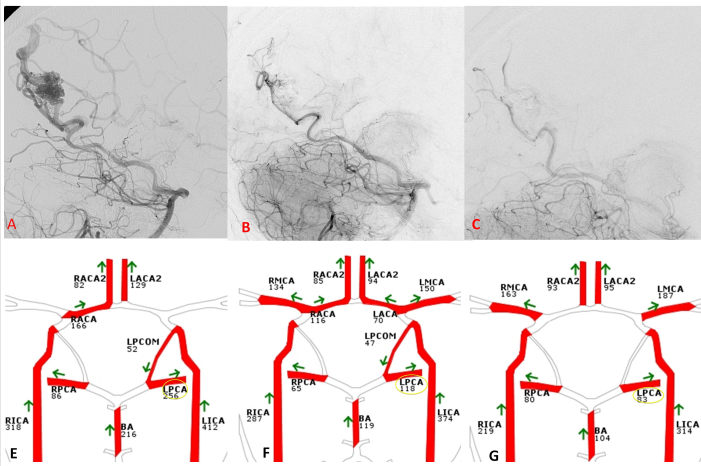 A
B
C
RACA2
82
LACA2
129
RACA
166
LPCOM
52
RPCA
86
LPCA
256
RICA
318
BA
216
LICA
412
E
RMCA
134
RACA2
85
LACA2
94
LMCA
150
RACA
116
LACA
70
LPCOM
47
RPCA
65
LPCA
118
RICA
287
BA
119
LICA
374
F
RMCA
163
RACA2
93
LACA2
95
LMCA
187
RPCA
80
LPCA
83
RICA
219
BA
104
LICA
314
G